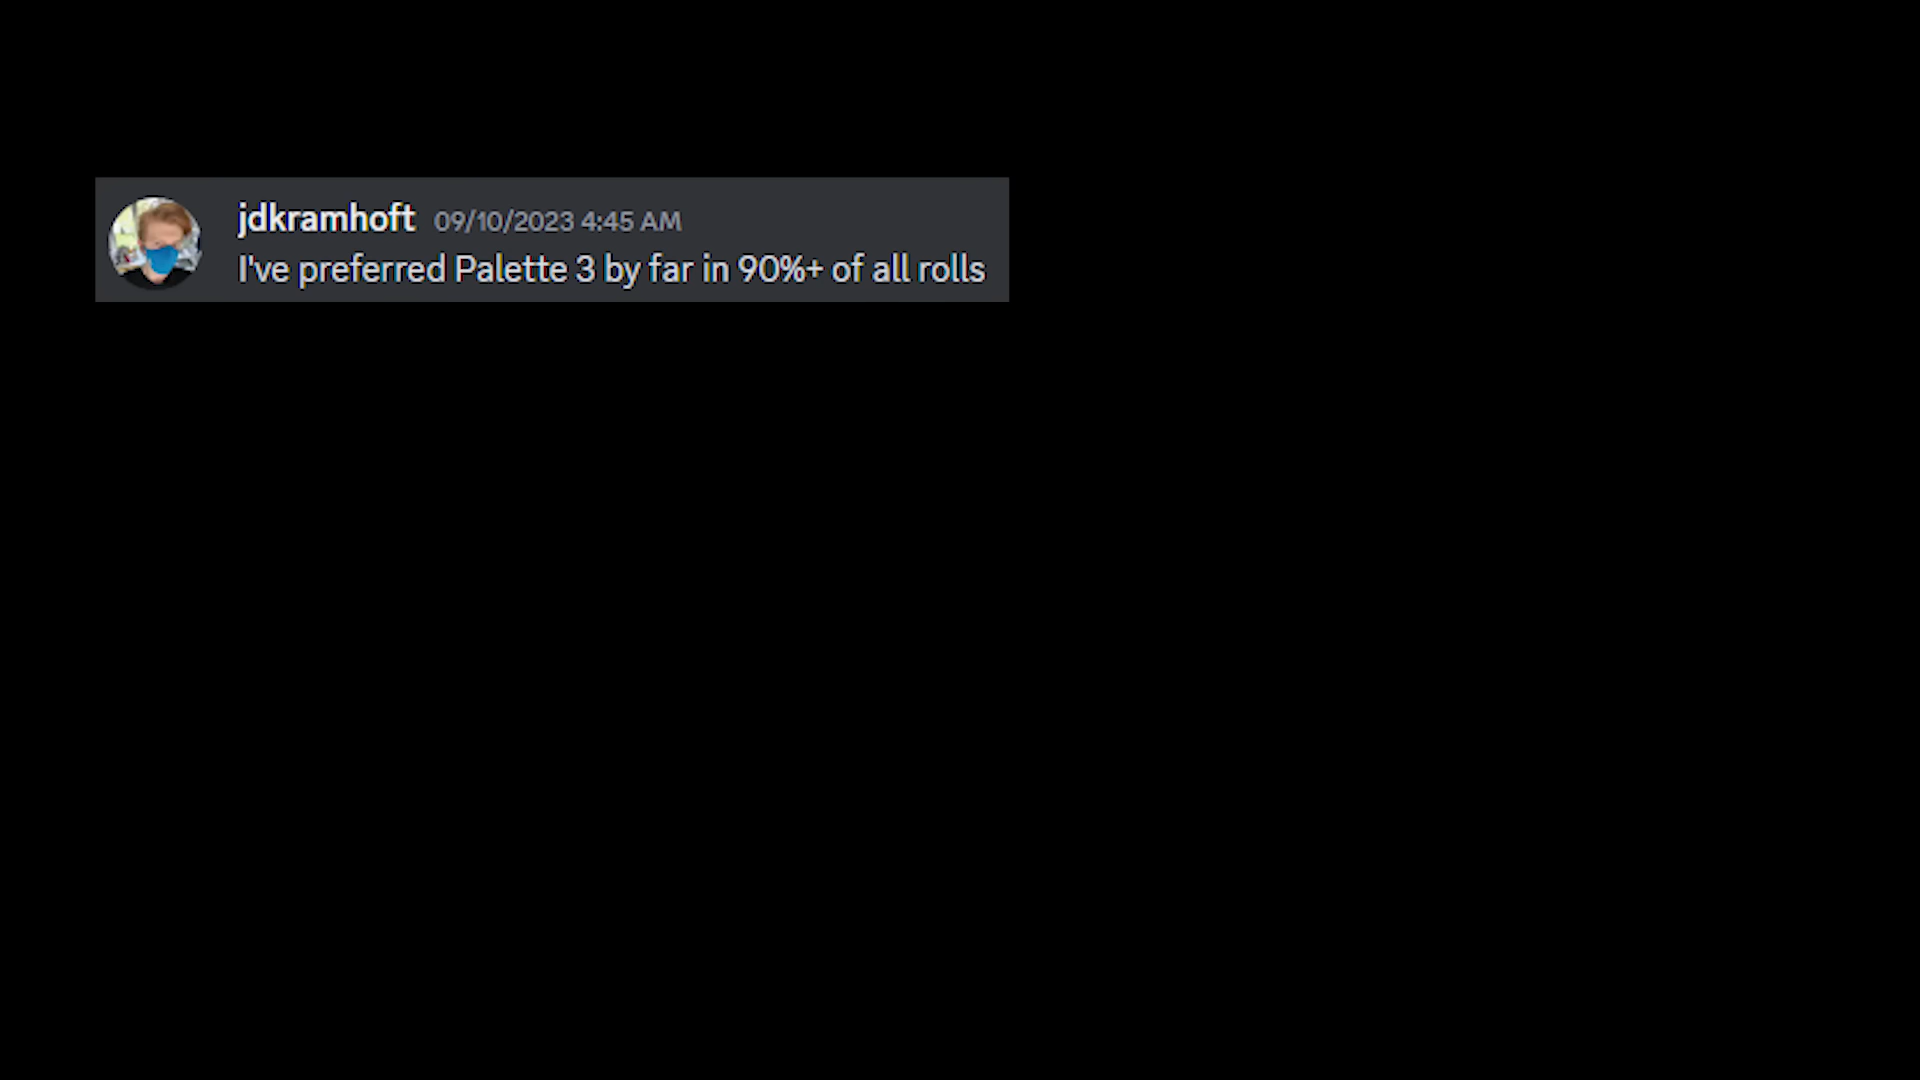 jdkramhoft 09/10/2023 4:45 AM
I've preferred Palette 3 by far in 90%+ of all rolls